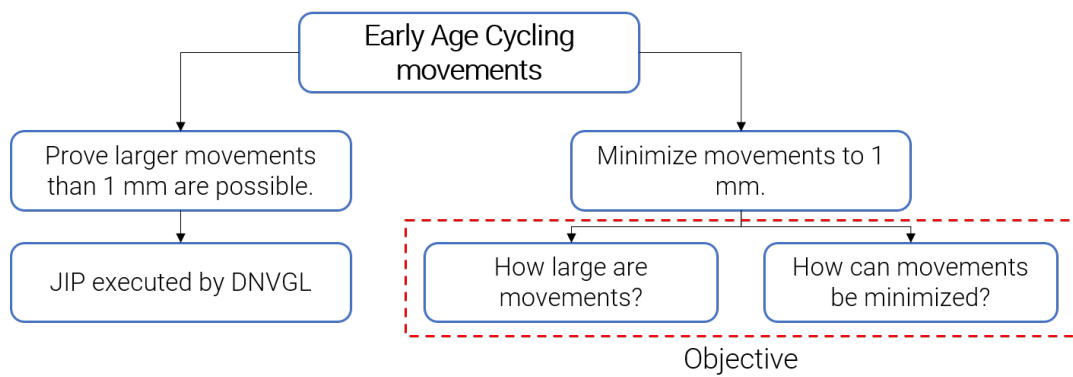 Early Age Cycling
movements
Prove larger movements
than 1 mm are possible.
Minimize movements to 1
mm.
JIP executed by DNVGL
How large are
movements?
How can movements
be minimized?
Objective